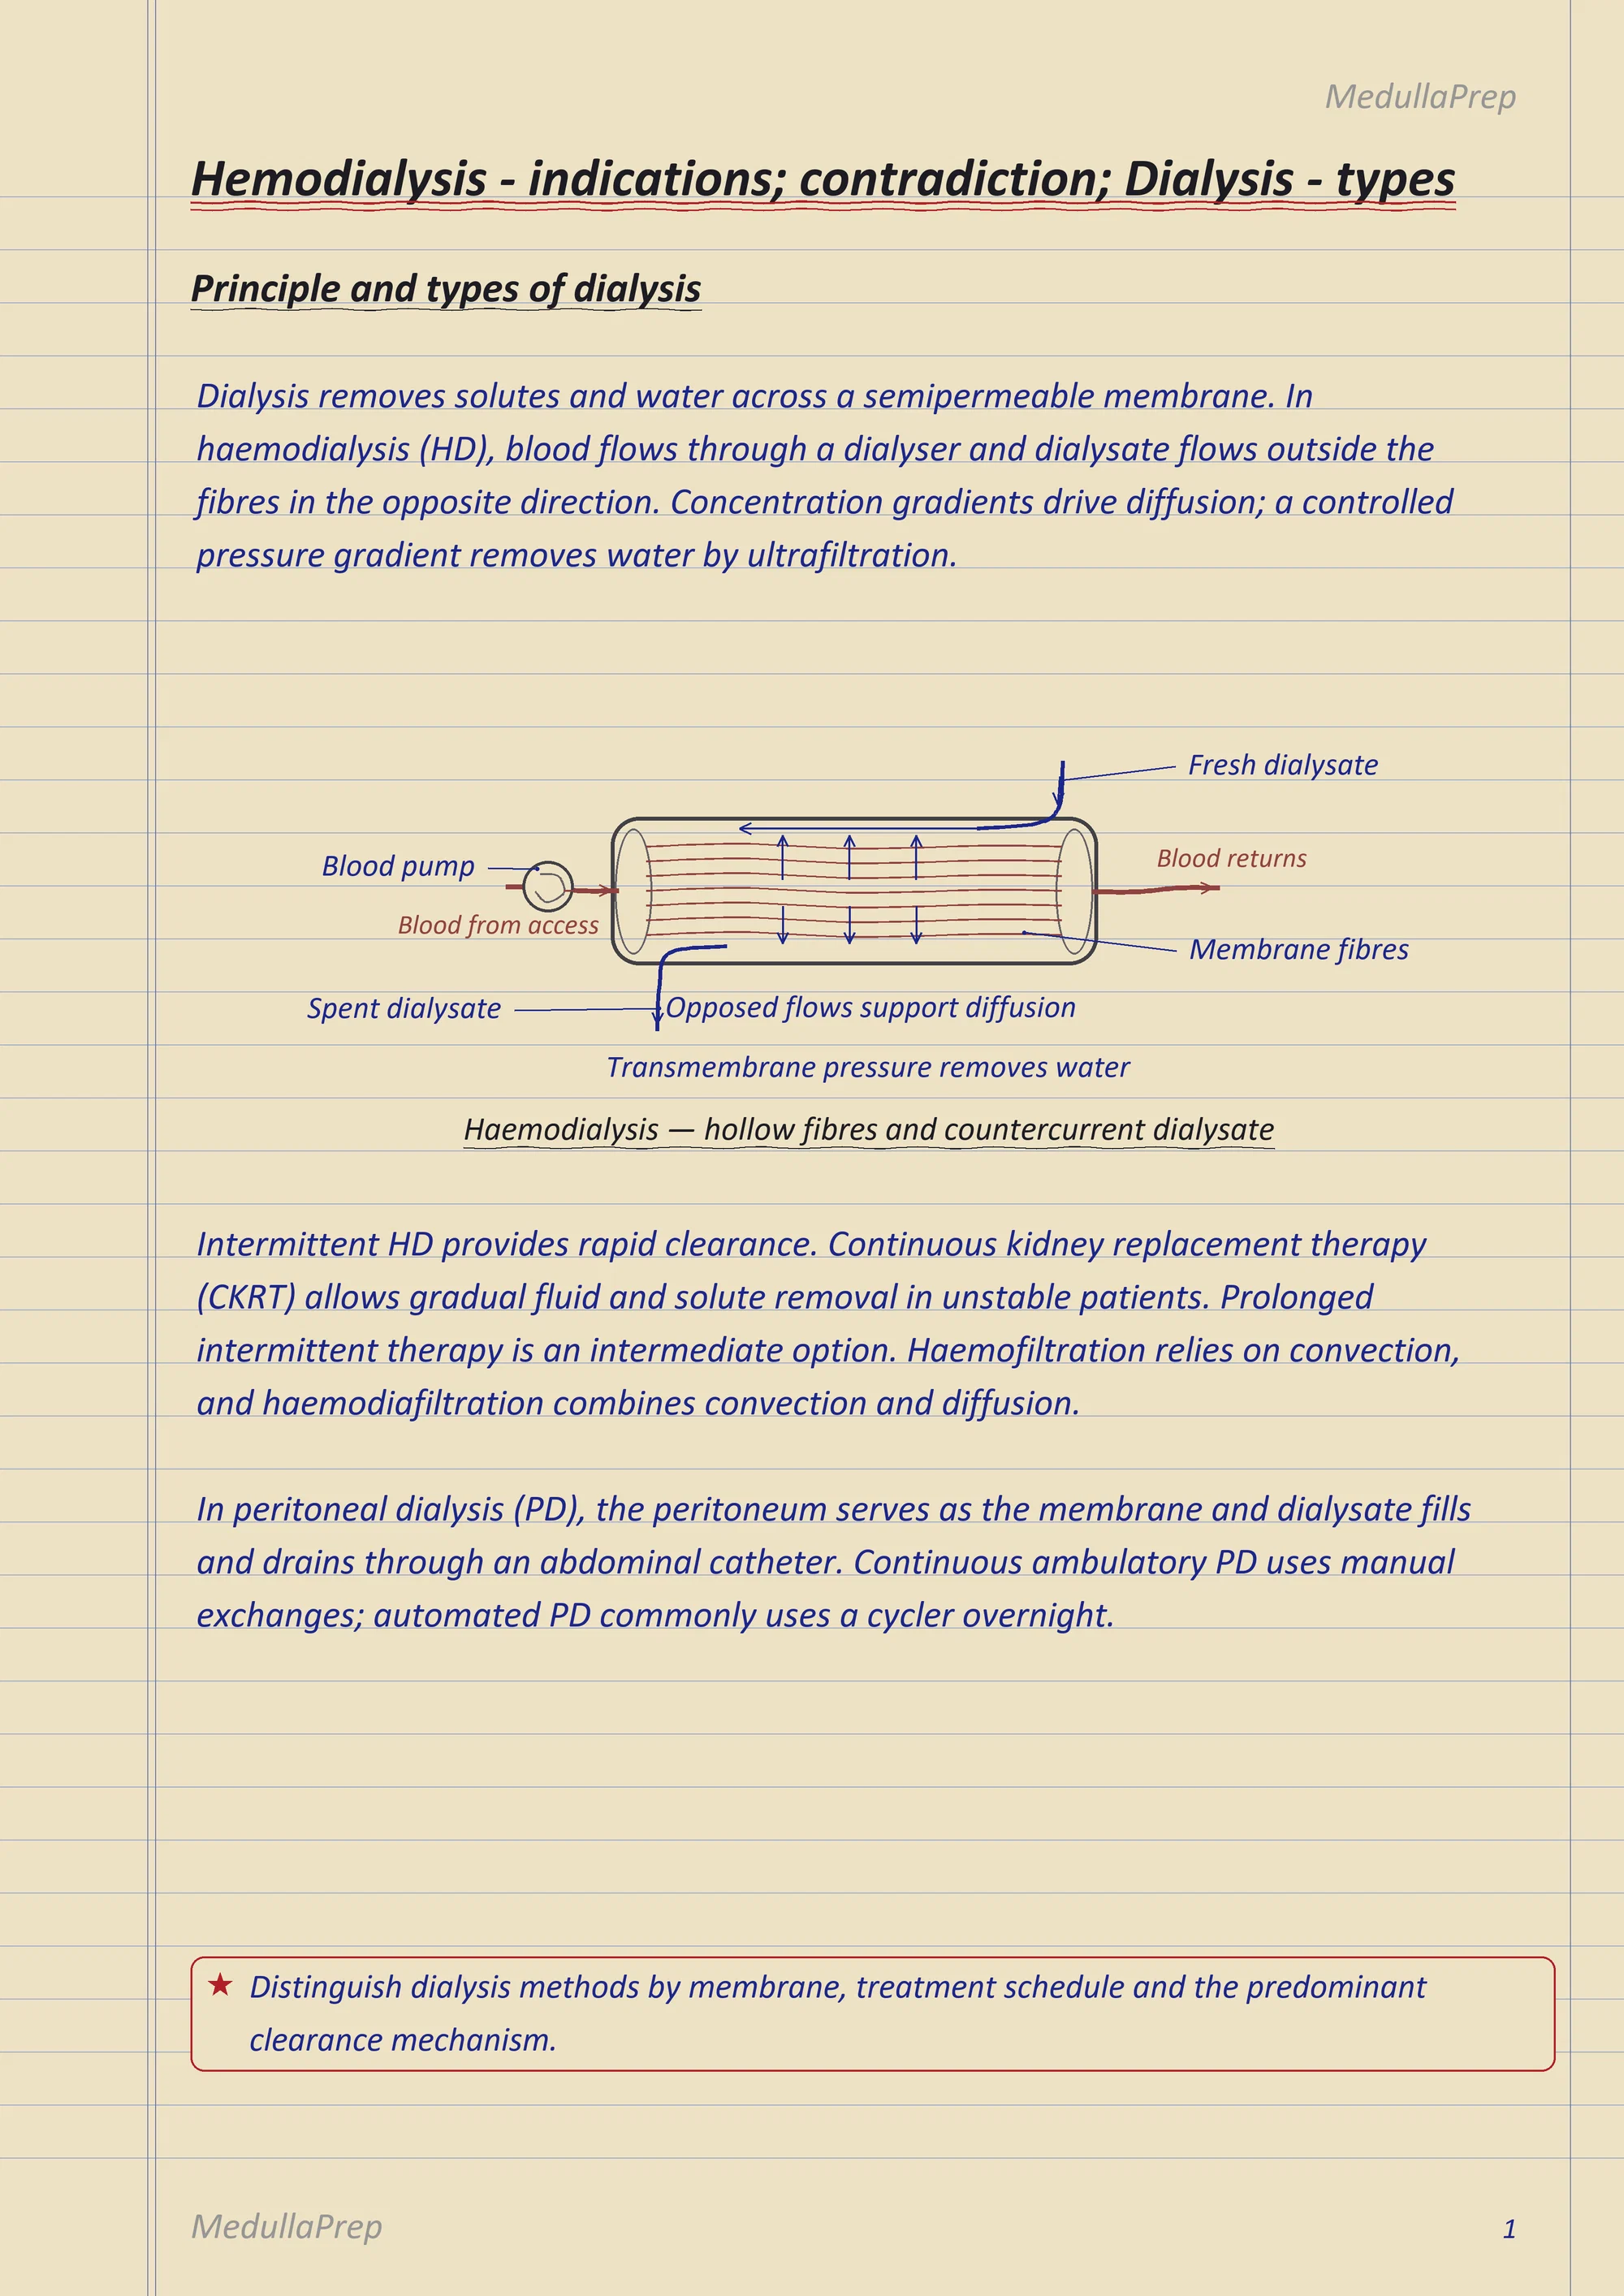 MedullaPrep
Hemodialysis - indications; contradiction; Dialysis - types
Principle and types of dialysis
Dialysis removes solutes and water across a semipermeable membrane. In
haemodialysis (HD), blood flows through a dialyser and dialysate flows outside the
fibres in the opposite direction. Concentration gradients drive diffusion; a controlled
pressure gradient removes water by ultrafiltration.
Fresh dialysate
Blood pump
Blood returns
Blood from access
Membrane fibres
Spent dialysate
Opposed flows support diffusion
Transmembrane pressure removes water
Haemodialysis — hollow fibres and countercurrent dialysate
Intermittent HD provides rapid clearance. Continuous kidney replacement therapy
(CKRT) allows gradual fluid and solute removal in unstable patients. Prolonged
intermittent therapy is an intermediate option. Haemofiltration relies on convection,
and haemodiafiltration combines convection and diffusion.
In peritoneal dialysis (PD), the peritoneum serves as the membrane and dialysate fills
and drains through an abdominal catheter. Continuous ambulatory PD uses manual
exchanges; automated PD commonly uses a cycler overnight.
★ Distinguish dialysis methods by membrane, treatment schedule and the predominant
clearance mechanism.
MedullaPrep
1